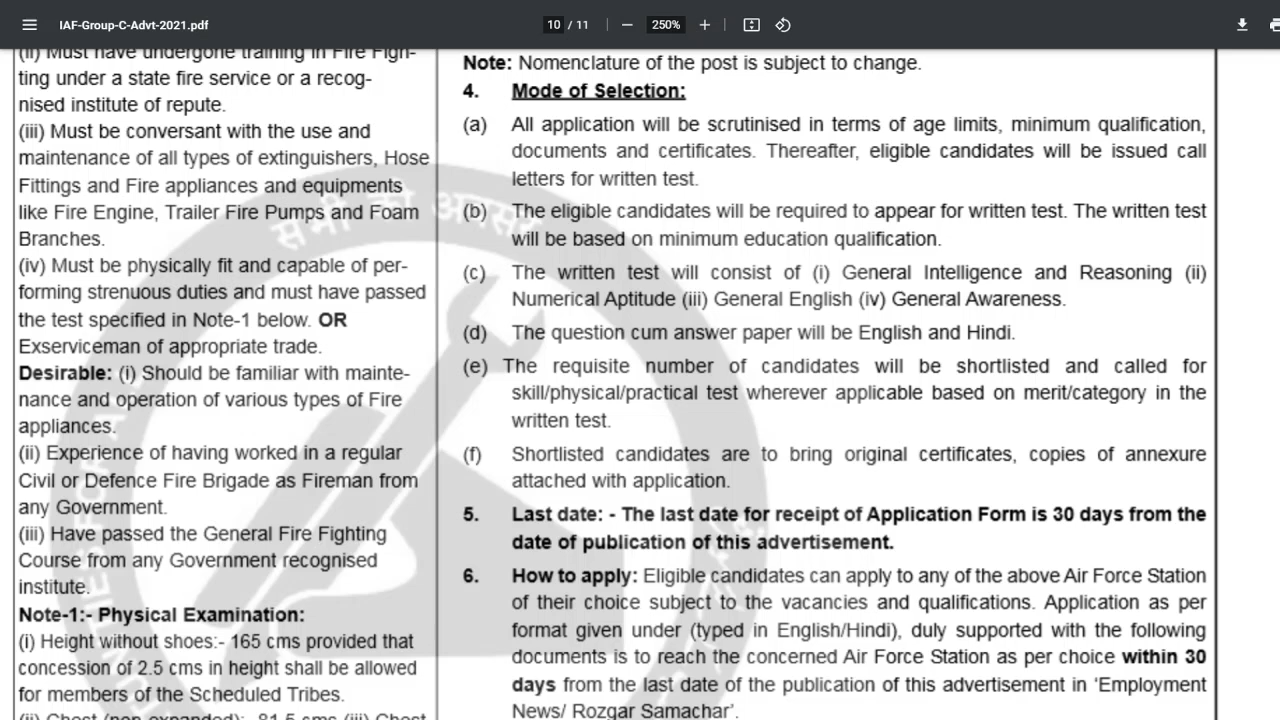 IAF-Group-C-Advt-2021.pdf
10 / 11
250%
(ii) Must have undergone training in Fire Figh-
ting under a state fire service or a recog-
nised institute of repute.
(iii) Must be conversant with the use and
maintenance of all types of extinguishers, Hose
Fittings and Fire appliances and equipments
like Fire Engine, Trailer Fire Pumps and Foam
Branches.
(iv) Must be physically fit and capable of per-
forming strenuous duties and must have passed
the test specified in Note-1 below. OR
Exserviceman of appropriate trade.
Desirable: (i) Should be familiar with mainte-
nance and operation of various types of Fire
appliances.
(ii) Experience of having worked in a regular
Civil or Defence Fire Brigade as Fireman from
any Government.
(iii) Have passed the General Fire Fighting
Course from any Government recognised
institute.
Note-1:- Physical Examination:
(i) Height without shoes:- 165 cms provided that
concession of 2.5 cms in height shall be allowed
for members of the Scheduled Tribes.
(ii) Chest (non expanded):- 81.5 cms (iii) Chest
Note: Nomenclature of the post is subject to change.
4. Mode of Selection:
(a) All application will be scrutinised in terms of age limits, minimum qualification,
documents and certificates. Thereafter, eligible candidates will be issued call
letters for written test.
(b) The eligible candidates will be required to appear for written test. The written test
will be based on minimum education qualification.
(c) The written test will consist of (i) General Intelligence and Reasoning (ii)
Numerical Aptitude (iii) General English (iv) General Awareness.
(d) The question cum answer paper will be English and Hindi.
(e) The requisite number of candidates will be shortlisted and called for
skill/physical/practical test wherever applicable based on merit/category in the
written test.
(f) Shortlisted candidates are to bring original certificates, copies of annexure
attached with application.
5. Last date: - The last date for receipt of Application Form is 30 days from the
date of publication of this advertisement.
6. How to apply: Eligible candidates can apply to any of the above Air Force Station
of their choice subject to the vacancies and qualifications. Application as per
format given under (typed in English/Hindi), duly supported with the following
documents is to reach the concerned Air Force Station as per choice within 30
days from the last date of the publication of this advertisement in ‘Employment
News/ Rozgar Samachar’.